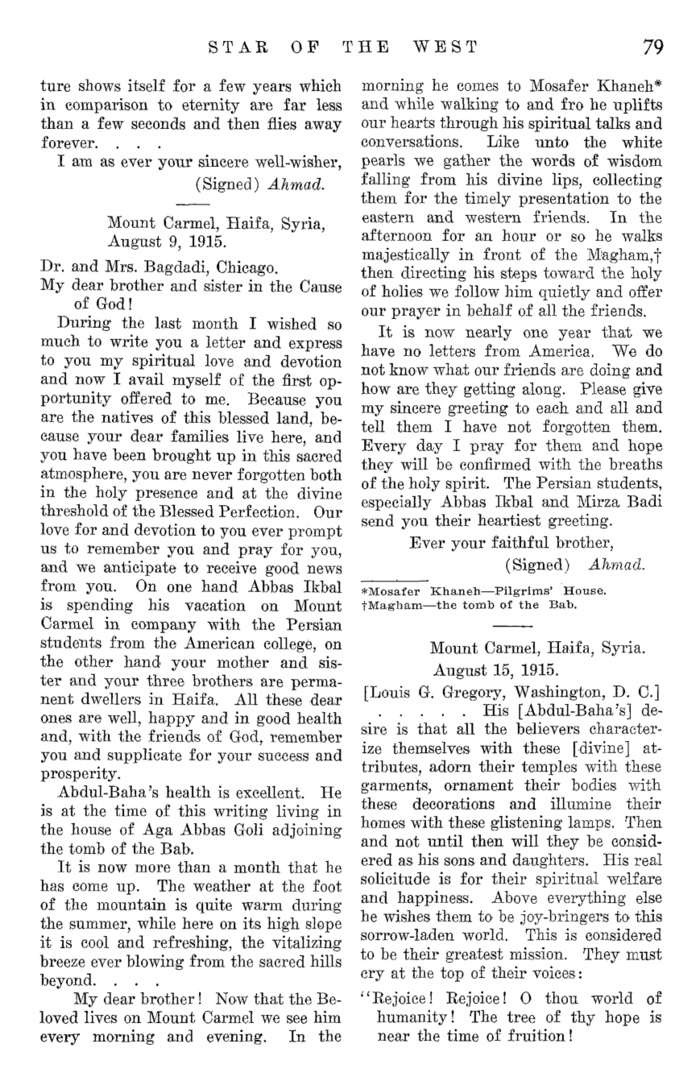 STAR OF THE WEST 79
ture shows itself for a few years which
in comparison to eternity are far less
than a few seconds and then flies away
forever. . . .
I am as ever your sincere well-wisher,
(Signed) Ahmad.
Mount Carmel, Haifa, Syria,
August 9, 1915.
Dr. and Mrs. Bagdadi, Chicago.
My dear brother and sister in the Cause
of God!
During the last month I wished so
much to write you a letter and express
to you my spiritual love and devotion
and now I avail myself of the first op-
portunity offered to me. Because you
are the natives of this blessed land, be-
cause your dear families live here, and
you have been brought up in this sacred
atmosphere, you are never forgotten both
in the holy presence and at the divine
threshold of the Blessed Perfection. Our
love for and devotion to you ever prompt
us to remember you and pray for you,
and we anticipate to receive good news
from you. On one hand Abbas Ikbal
is spending his vacation on Mount
Carmel in company with the Persian
students from the American college, on
the other hand your mother and sis-
ter and your three brothers are perma-
nent dwellers in Haifa. All these dear
ones are well, happy and in good health
and, with the friends of God, remember
you and supplicate for your success and
prosperity.
Abdul-Baha's health is excellent. He
is at the time of this writing living in
the house of Aga Abbas Goli adjoining
the tomb of the Bab.
It is now more than a month that he
has come up. The weather at the foot
of the mountain is quite warm during
the summer, while here on its high slope
it is cool and refreshing, the vitalizing
breeze ever blowing from the sacred hills
beyond. . . .
My dear brother! Now that the Be-
loved lives on Mount Carmel we see him
every morning and evening. In the
morning he comes to Mosafer Khaneh*
and while walking to and fro he uplifts
our hearts through his spiritual talks and
conversations. Like unto the white
pearls we gather the words of wisdom
falling from his divine lips, collecting
them for the timely presentation to the
eastern and western friends. In the
afternoon for an hour or so he walks
majestically in front of the Magham,†
then directing his steps toward the holy
of holies we follow him quietly and offer
our prayer in behalf of all the friends.
It is now nearly one year that we
have no letters from America. We do
not know what our friends are doing and
how are they getting along. Please give
my sincere greeting to each and all and
tell them I have not forgotten them.
Every day I pray for them and hope
they will be confirmed with the breaths
of the holy spirit. The Persian students,
especially Abbas Ikbal and Mirza Badi
send you their heartiest greeting.
Ever your faithful brother,
(Signed) Ahmad.
*Mosafer Khaneh—Pilgrims' House.
†Magham—the tomb of the Bab.
Mount Carmel, Haifa, Syria.
August 15, 1915.
[Louis G. Gregory, Washington, D. C.]
. . . . . His [Abdul-Baha's] de-
sire is that all the believers character-
ize themselves with these [divine] at-
tributes, adorn their temples with these
garments, ornament their bodies with
these decorations and illumine their
homes with these glistening lamps. Then
and not until then will they be consid-
ered as his sons and daughters. His real
solicitude is for their spiritual welfare
and happiness. Above everything else
he wishes them to be joy-bringers to this
sorrow-laden world. This is considered
to be their greatest mission. They must
cry at the top of their voices:
"Rejoice! Rejoice! O thou world of
humanity! The tree of thy hope is
near the time of fruition!